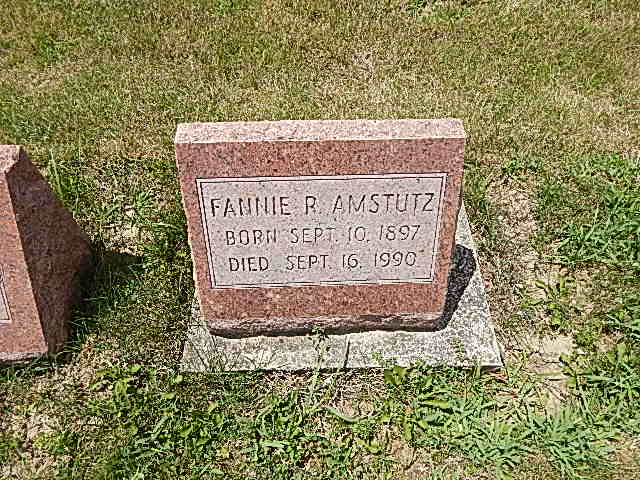 FANNIE R. AMSTUTZ
BORN SEPT. 10, 1897
DIED SEPT. 16, 1990